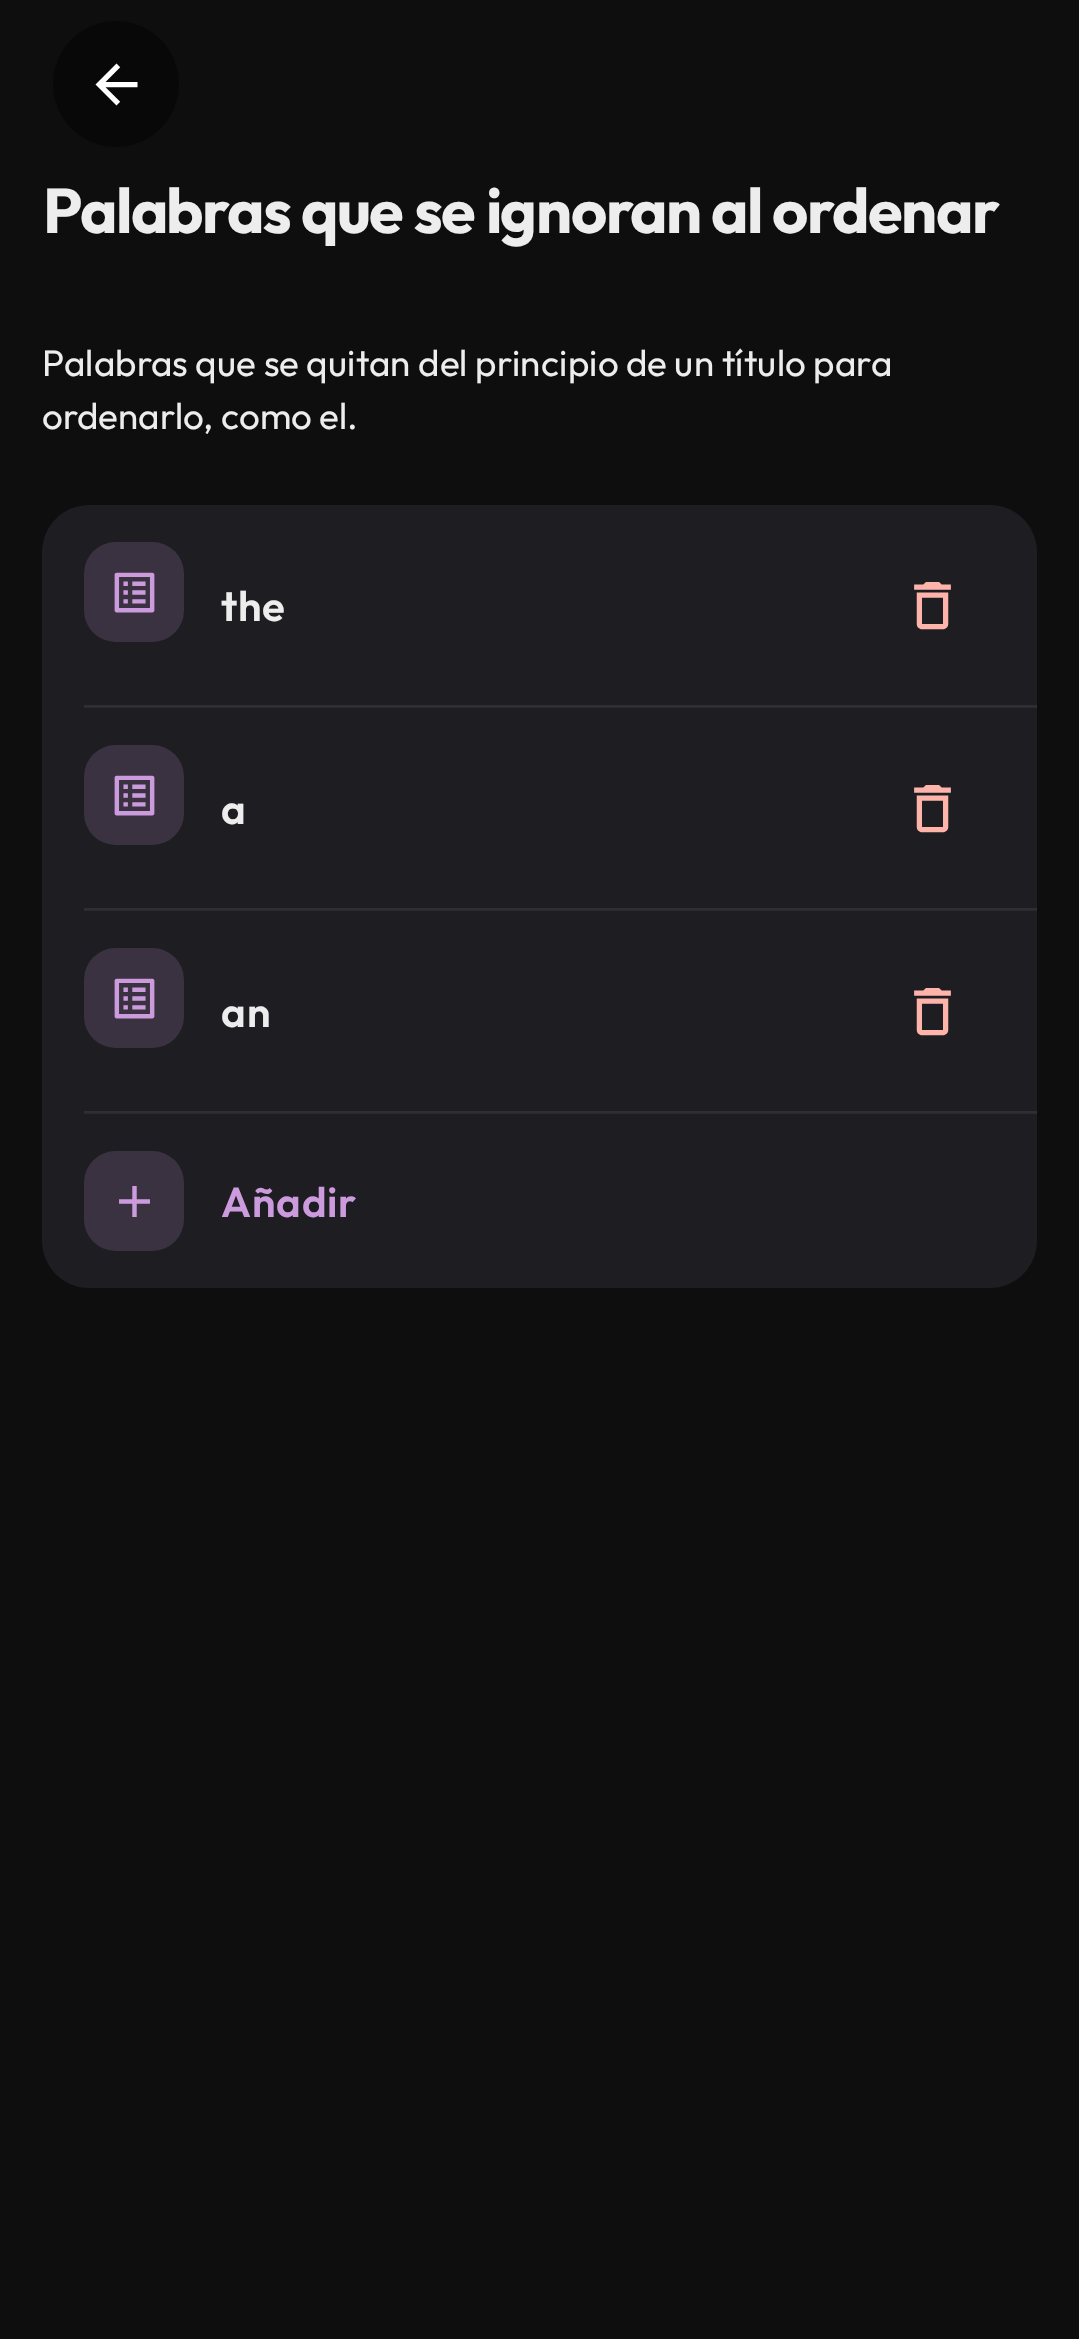 Palabras que se ignoran al ordenar
Palabras que se quitan del principio de un título para
ordenarlo, como el.
the
a
an
Añadir